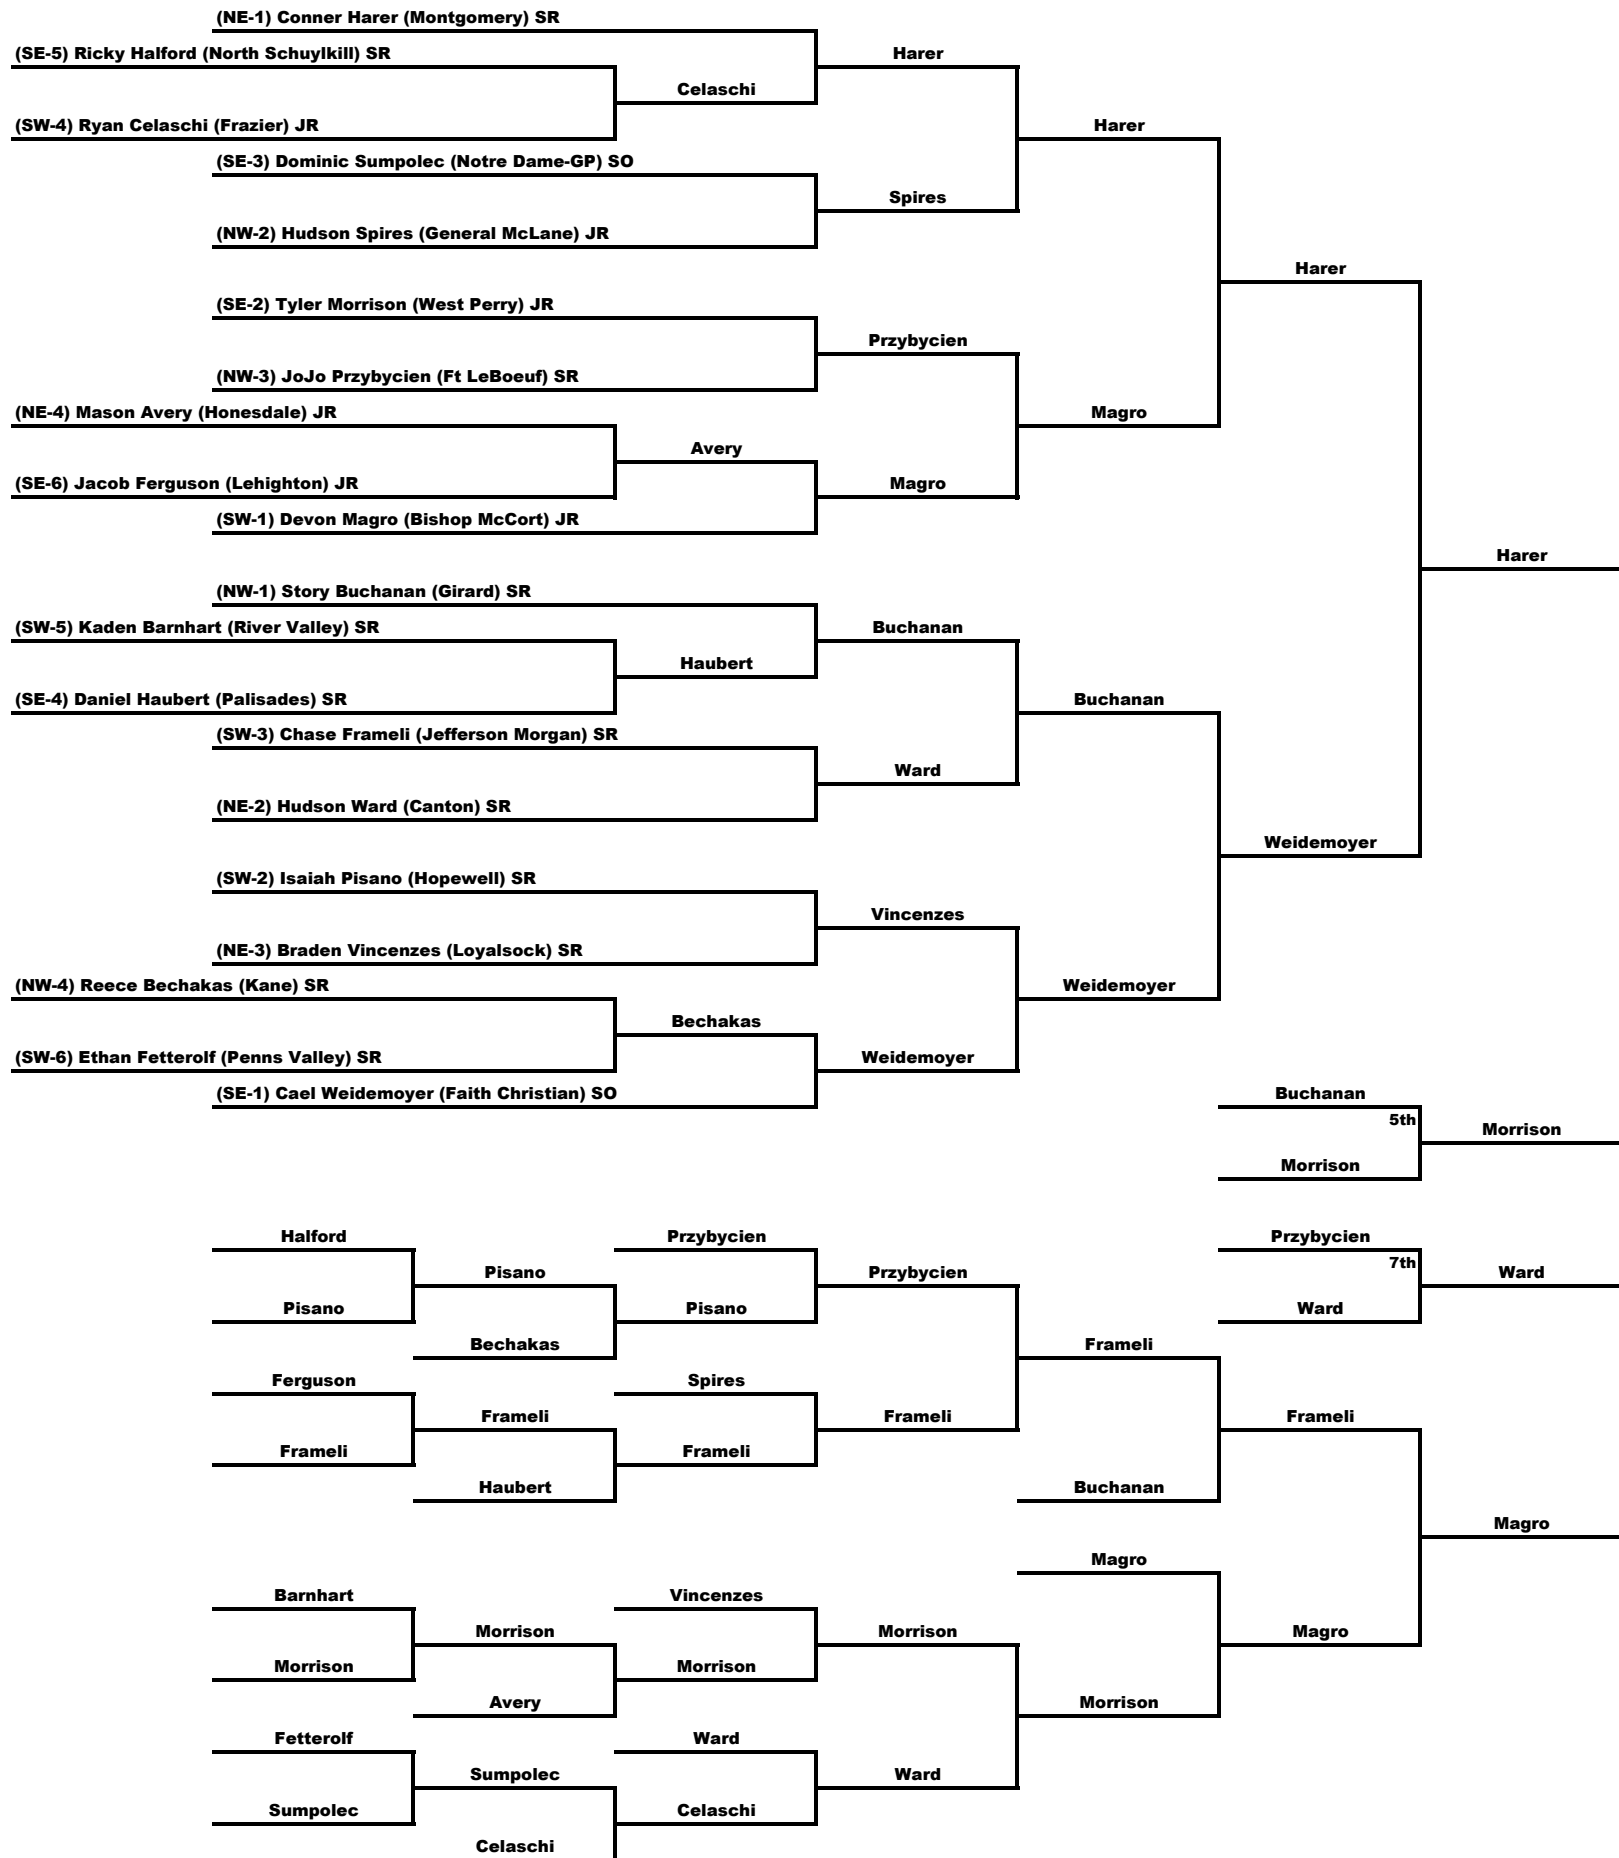 (NE-1) Conner Harer (Montgomery) SR
(SE-5) Ricky Halford (North Schuylkill) SR
Harer
Celaschi
(SW-4) Ryan Celaschi (Frazier) JR
Harer
(SE-3) Dominic Sumpolec (Notre Dame-GP) SO
Spires
(NW-2) Hudson Spires (General McLane) JR
Harer
(SE-2) Tyler Morrison (West Perry) JR
Przybycien
(NW-3) JoJo Przybycien (Ft LeBoeuf) SR
(NE-4) Mason Avery (Honesdale) JR
Magro
Avery
(SE-6) Jacob Ferguson (Lehighton) JR
Magro
(SW-1) Devon Magro (Bishop McCort) JR
Harer
(NW-1) Story Buchanan (Girard) SR
(SW-5) Kaden Barnhart (River Valley) SR
Buchanan
Haubert
(SE-4) Daniel Haubert (Palisades) SR
Buchanan
(SW-3) Chase Frameli (Jefferson Morgan) SR
Ward
(NE-2) Hudson Ward (Canton) SR
Weidemoyer
(SW-2) Isaiah Pisano (Hopewell) SR
Vincenzes
(NE-3) Braden Vincenzes (Loyalsock) SR
(NW-4) Reece Bechakas (Kane) SR
Weidemoyer
Bechakas
(SW-6) Ethan Fetterolf (Penns Valley) SR
Weidemoyer
(SE-1) Cael Weidemoyer (Faith Christian) SO
Buchanan
5th
Morrison
Morrison
Halford
Przybycien
Przybycien
7th
Pisano
Przybycien
Ward
Pisano
Pisano
Ward
Bechakas
Frameli
Ferguson
Spires
Frameli
Frameli
Frameli
Frameli
Frameli
Haubert
Buchanan
Magro
Magro
Barnhart
Vincenzes
Morrison
Morrison
Magro
Morrison
Morrison
Avery
Morrison
Fetterolf
Ward
Sumpolec
Ward
Sumpolec
Celaschi
Celaschi